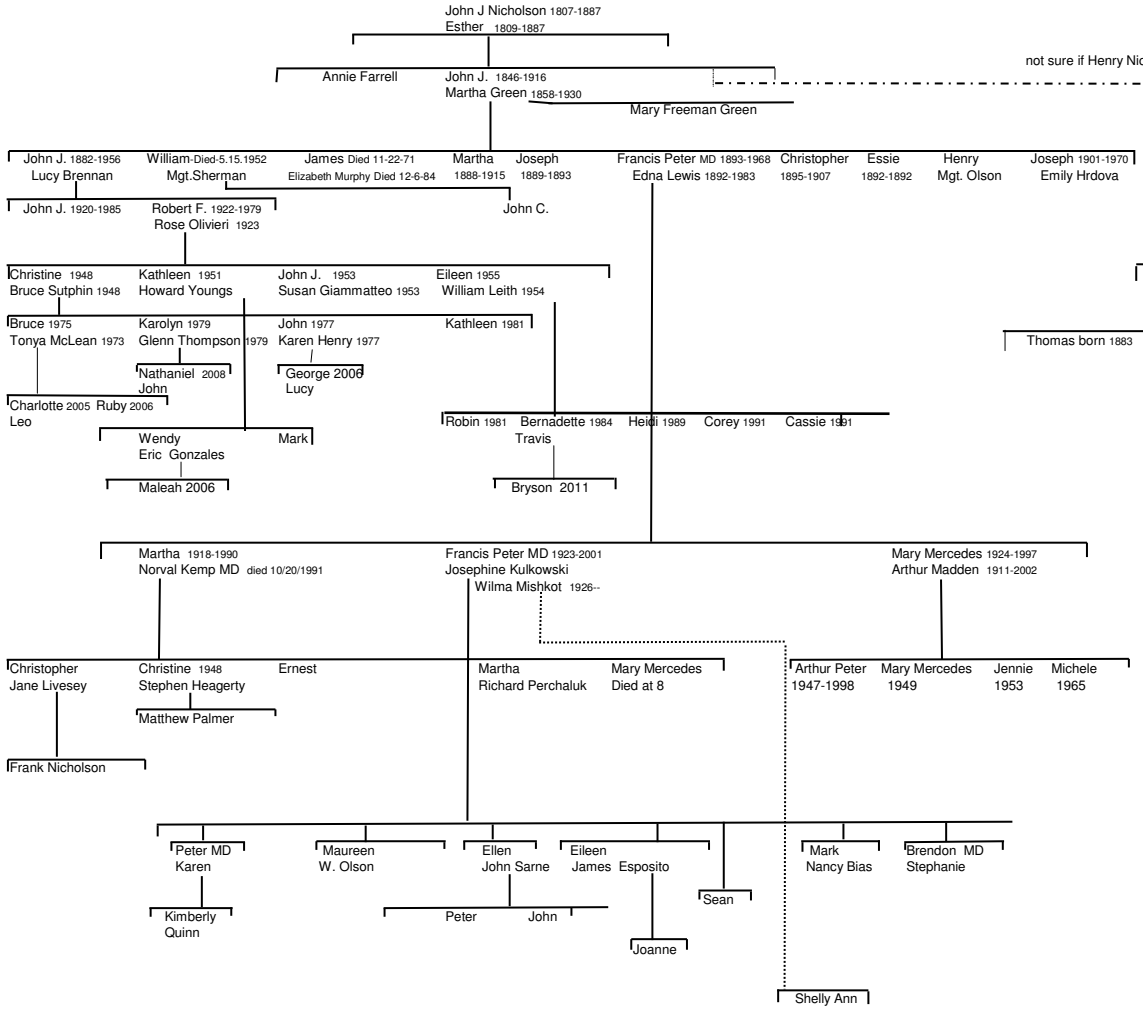 John J Nicholson 1807-1887
Esther 1809-1887
not sure if Henry Nic
Annie Farrell John J. 1846-1916
Martha Green 1858-1930
Mary Freeman Green
John J. 1882-1956 William-Died-5.15.1952 James Died 11-22-71 Martha Joseph Francis Peter MD 1893-1968 Christopher Essie Henry Joseph 1901-1970
Lucy Brennan Mgt.Sherman Elizabeth Murphy Died 12-6-84 1888-1915 1889-1893 Edna Lewis 1892-1983 1895-1907 1892-1892 Mgt. Olson Emily Hrdova
John J. 1920-1985 Robert F. 1922-1979 John C.
Rose Olivieri 1923
Christine 1948 Kathleen 1951 John J. 1953 Eileen 1955
Bruce Sutphin 1948 Howard Youngs Susan Giammatteo 1953 William Leith 1954
Bruce 1975 Karolyn 1979 John 1977 Kathleen 1981
Tonya McLean 1973 Glenn Thompson 1979 Karen Henry 1977 Thomas born 1883
Nathaniel 2008 George 2006
John Lucy
Charlotte 2005 Ruby 2006
Leo Robin 1981 Bernadette 1984 Heidi 1989 Corey 1991 Cassie 1991
Wendy Mark Travis
Eric Gonzales
Maleah 2006 Bryson 2011
Martha 1918-1990 Francis Peter MD 1923-2001 Mary Mercedes 1924-1997
Norval Kemp MD died 10/20/1991 Josephine Kulkowski Arthur Madden 1911-2002
Wilma Mishkot 1926--
Christopher Christine 1948 Ernest Martha Mary Mercedes Arthur Peter Mary Mercedes Jennie Michele
Jane Livesey Stephen Heagerty Richard Perchaluk Died at 8 1947-1998 1949 1953 1965
Matthew Palmer
Frank Nicholson
Peter MD Maureen Ellen Eileen Mark Brendon MD
Karen W. Olson John Sarne James Esposito Nancy Bias Stephanie
Sean
Kimberly Peter John
Quinn
Joanne
Shelly Ann